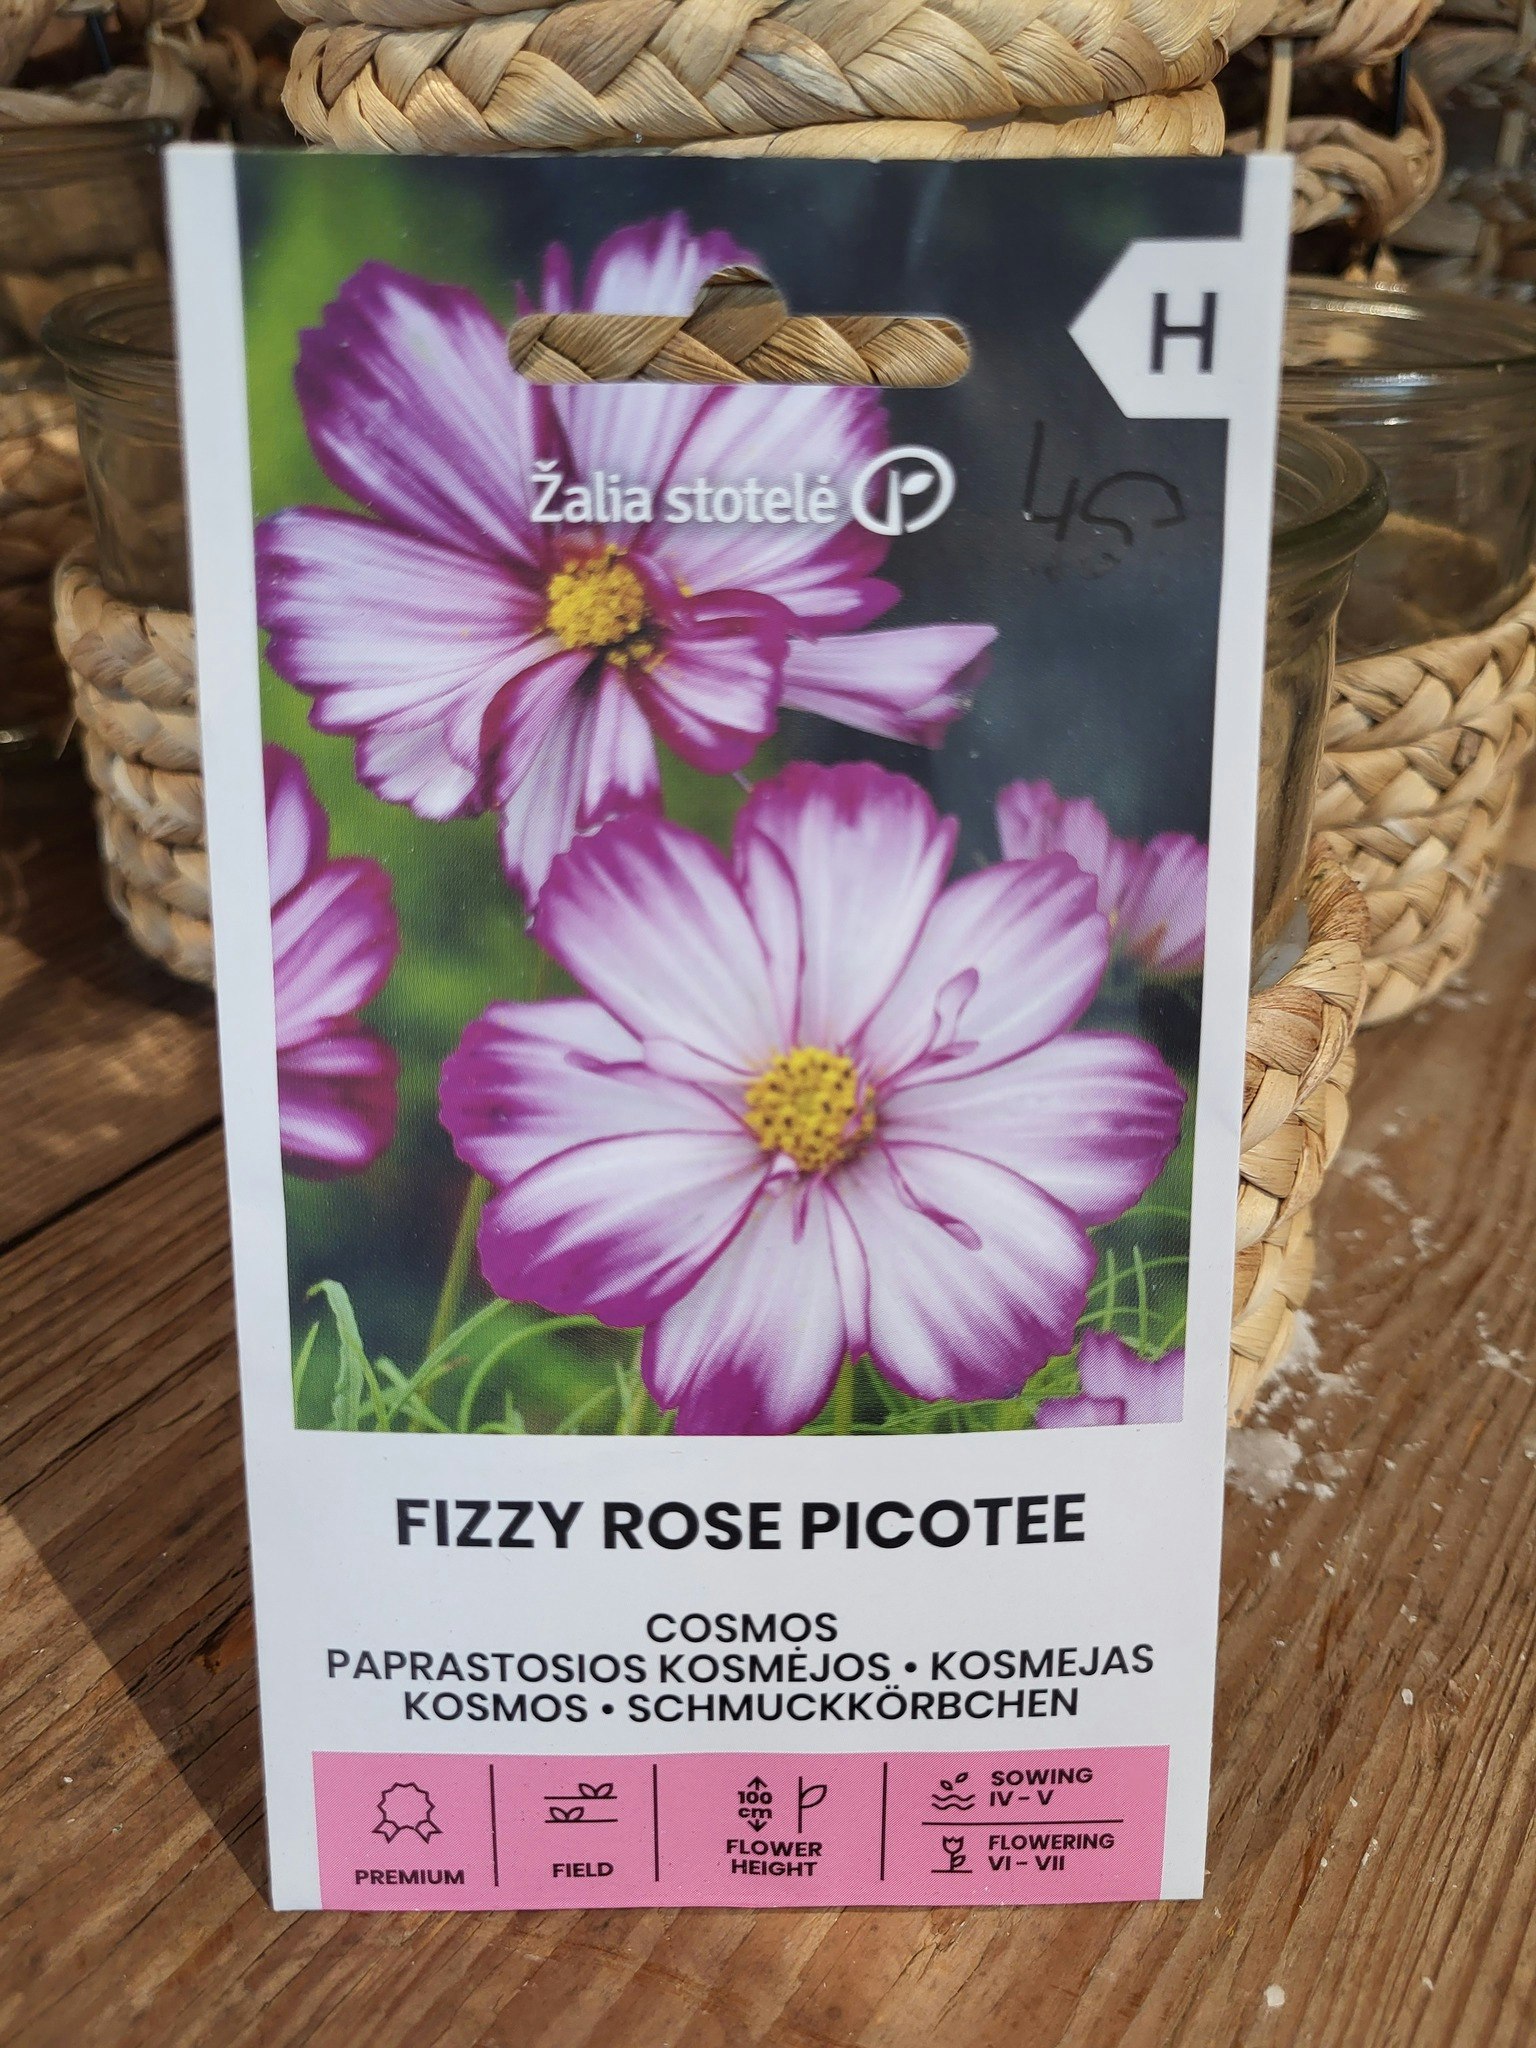 H
Žalia stotelė
FIZZY ROSE PICOTEE
COSMOS
PAPRASTOSIOS KOSMĖJOS • KOSMEJAS
KOSMOS • SCHMUCKKÖRBCHEN
PREMIUM
FIELD
100
cm
FLOWER
HEIGHT
SOWING
IV - V
FLOWERING
VI - VII